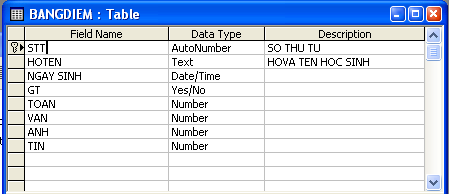 BANGDIEM : Table
Field Name Data Type Description
STT AutoNumber SO THU TU
HOTEN Text HOVA TEN HOC SINH
NGAY SINH Date/Time
GT Yes/No
TOAN Number
VAN Number
ANH Number
TIN Number